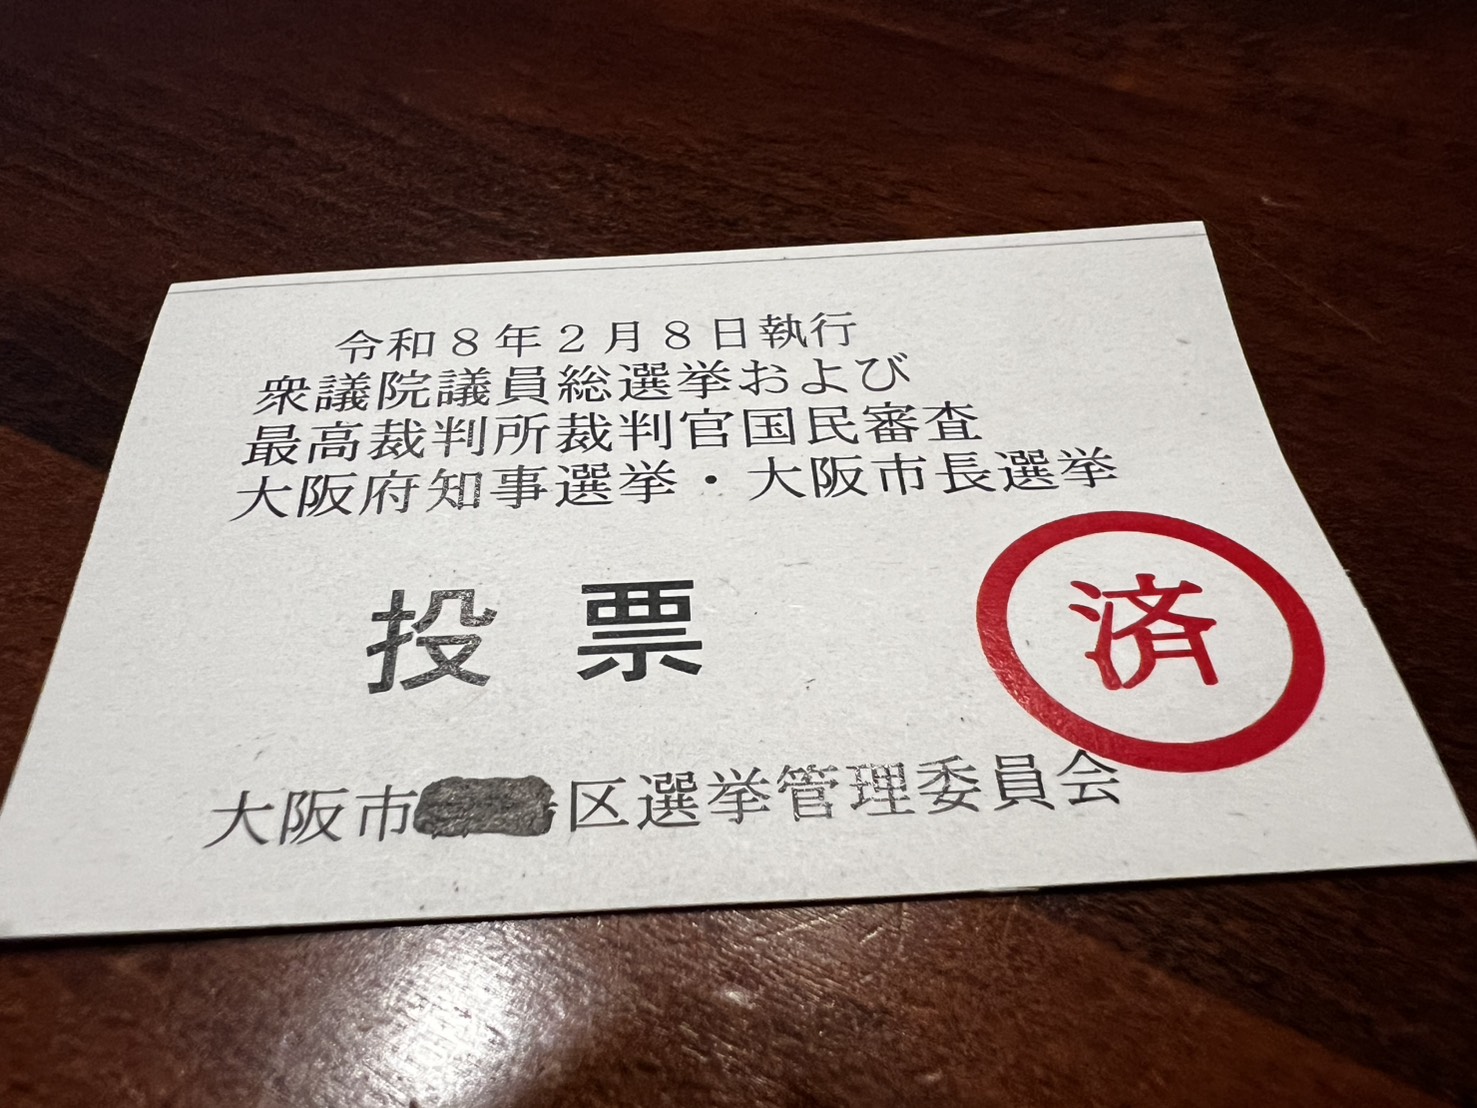 令和８年２月８日執行
衆議院議員総選挙および
最高裁判所裁判官国民審査
大阪府知事選挙・大阪市長選挙
投票
済
大阪市区選挙管理委員会